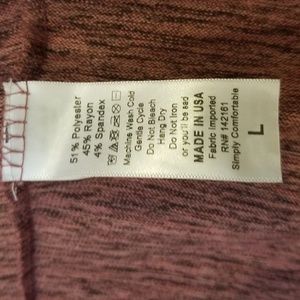 51% Polyester
45% Rayon
4% Spandex
Machine Wash Cold
Gentle Cycle
Do Not Bleach
Hang Dry
Do Not Iron
or you'll be sad
MADE IN USA
Fabric Imported
RN# 142161
Simply Comfortable
L